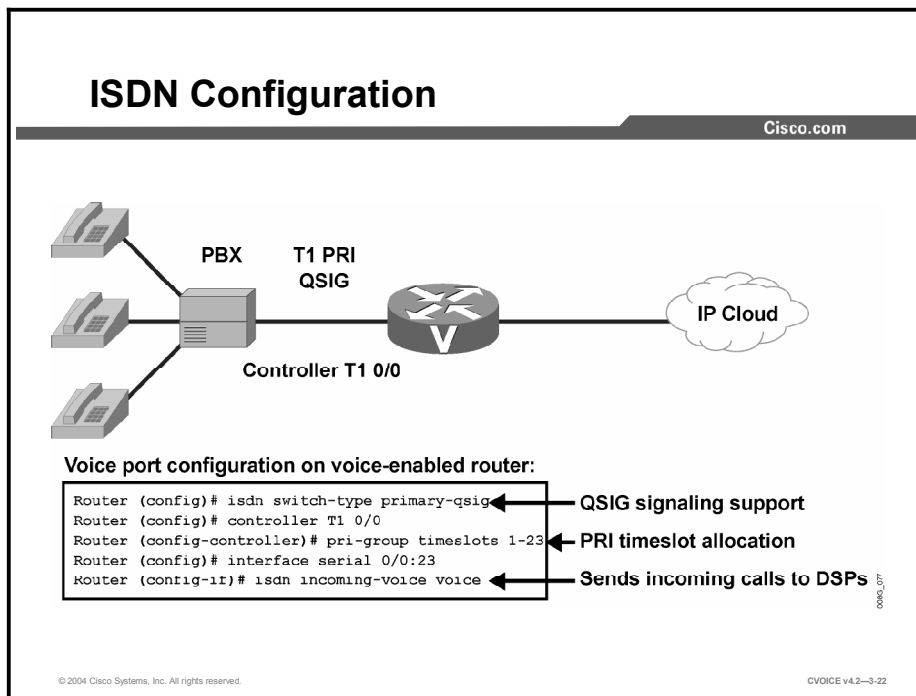 ISDN Configuration
Cisco.com
PBX
T1 PRI
QSIG
IP Cloud
V
Controller T1 0/0
Voice port configuration on voice-enabled router:
Router (config)# isdn switch-type primary-qsig
QSIG signaling support
Router (config)# controller T1 0/0
Router (config-controller)# pri-group timeslots 1-23
PRI timeslot allocation
Router (config)# interface serial 0/0:23
Router (config-if)# isdn incoming-voice voice
Sends incoming calls to DSPs
008G_077
© 2004 Cisco Systems, Inc. All rights reserved.
CVOICE v4.2—3-22